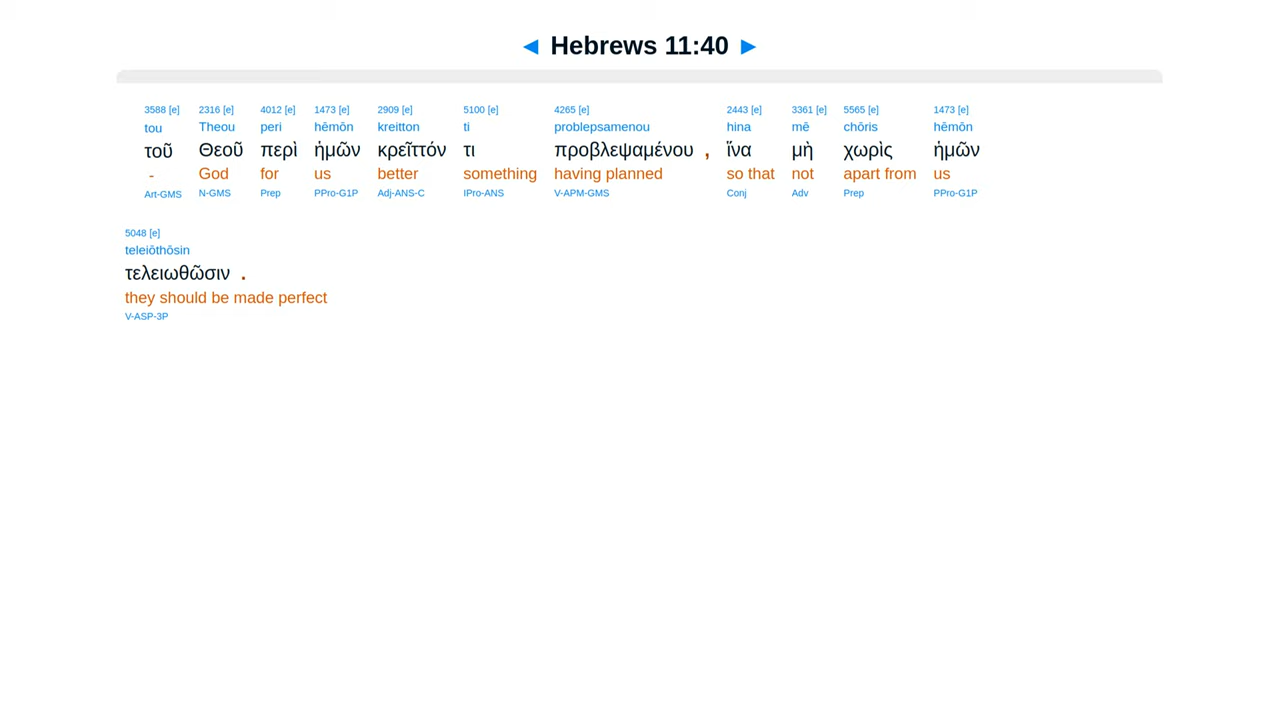 ◄ Hebrews 11:40 ►
3588 [e] 2316 [e] 4012 [e] 1473 [e] 2909 [e] 5100 [e] 4265 [e] 2443 [e] 3361 [e] 5565 [e] 1473 [e]
tou Theou peri hēmōn kreitton ti problepsamenou hina mē chōris hēmōn
τοῦ Θεοῦ περὶ ἡμῶν κρεῖττόν τι προβλεψαμένου , ἵνα μὴ χωρὶς ἡμῶν
- God for us better something having planned so that not apart from us
Art-GMS N-GMS Prep PPro-G1P Adj-ANS-C IPro-ANS V-APM-GMS Conj Adv Prep PPro-G1P
5048 [e]
teleiōthōsin
τελειωθῶσιν .
they should be made perfect
V-ASP-3P